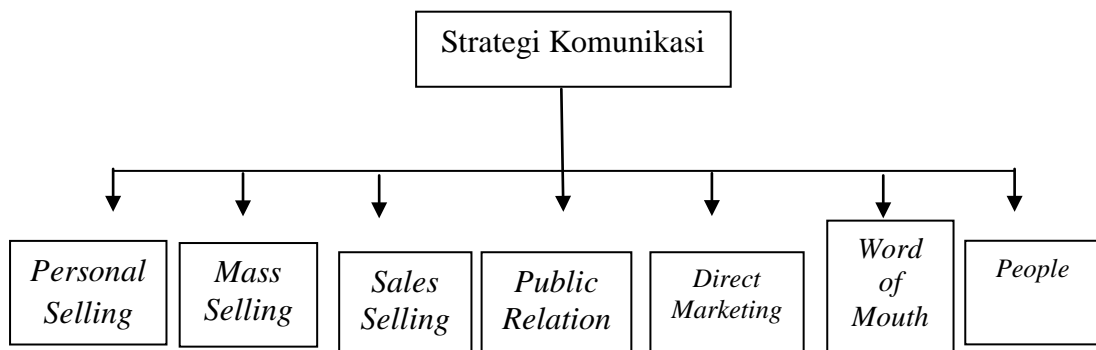 Strategi Komunikasi
Personal
Selling
Mass
Selling
Sales
Selling
Public
Relation
Direct
Marketing
Word
of
Mouth
People